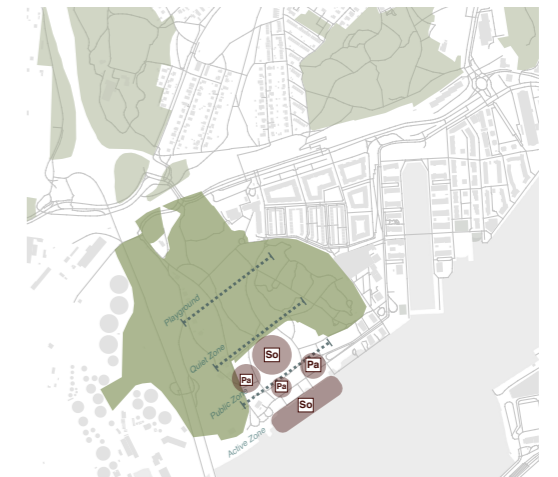 Playground
Quiet Zone
So
Pa
Pa
Pa
Public Zone
So
Active Zone